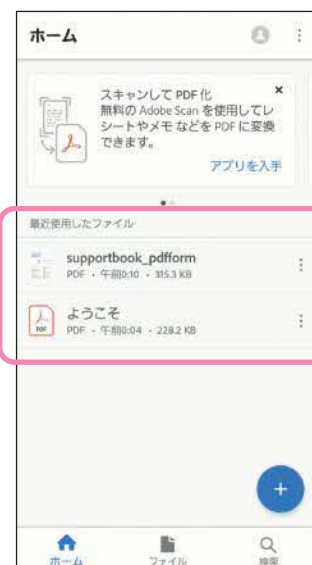 ホーム
スキャンして PDF 化
無料の Adobe Scan を使用してレ
シートやメモ などを PDF に変換
できます。
アプリを入手
最近使用したファイル
supportbook_pdfform
PDF ・ 午前0:10 ・ 315.3 KB
PDF
ようこそ
PDF ・ 午前0:04 ・ 228.2 KB
ホーム
ファイル
検索